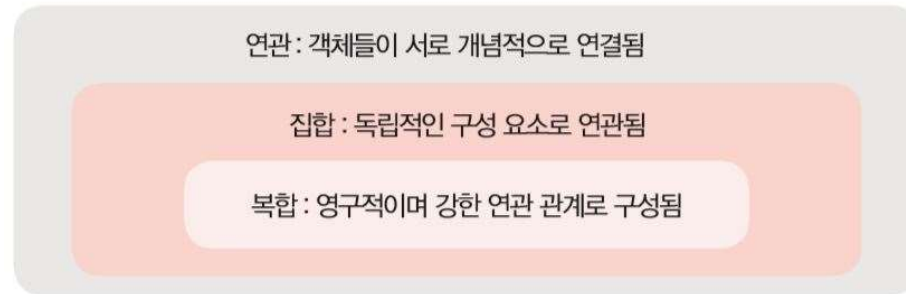 연관 : 객체들이 서로 개념적으로 연결됨
집합 : 독립적인 구성 요소로 연관됨
복합 : 영구적이며 강한 연관 관계로 구성됨